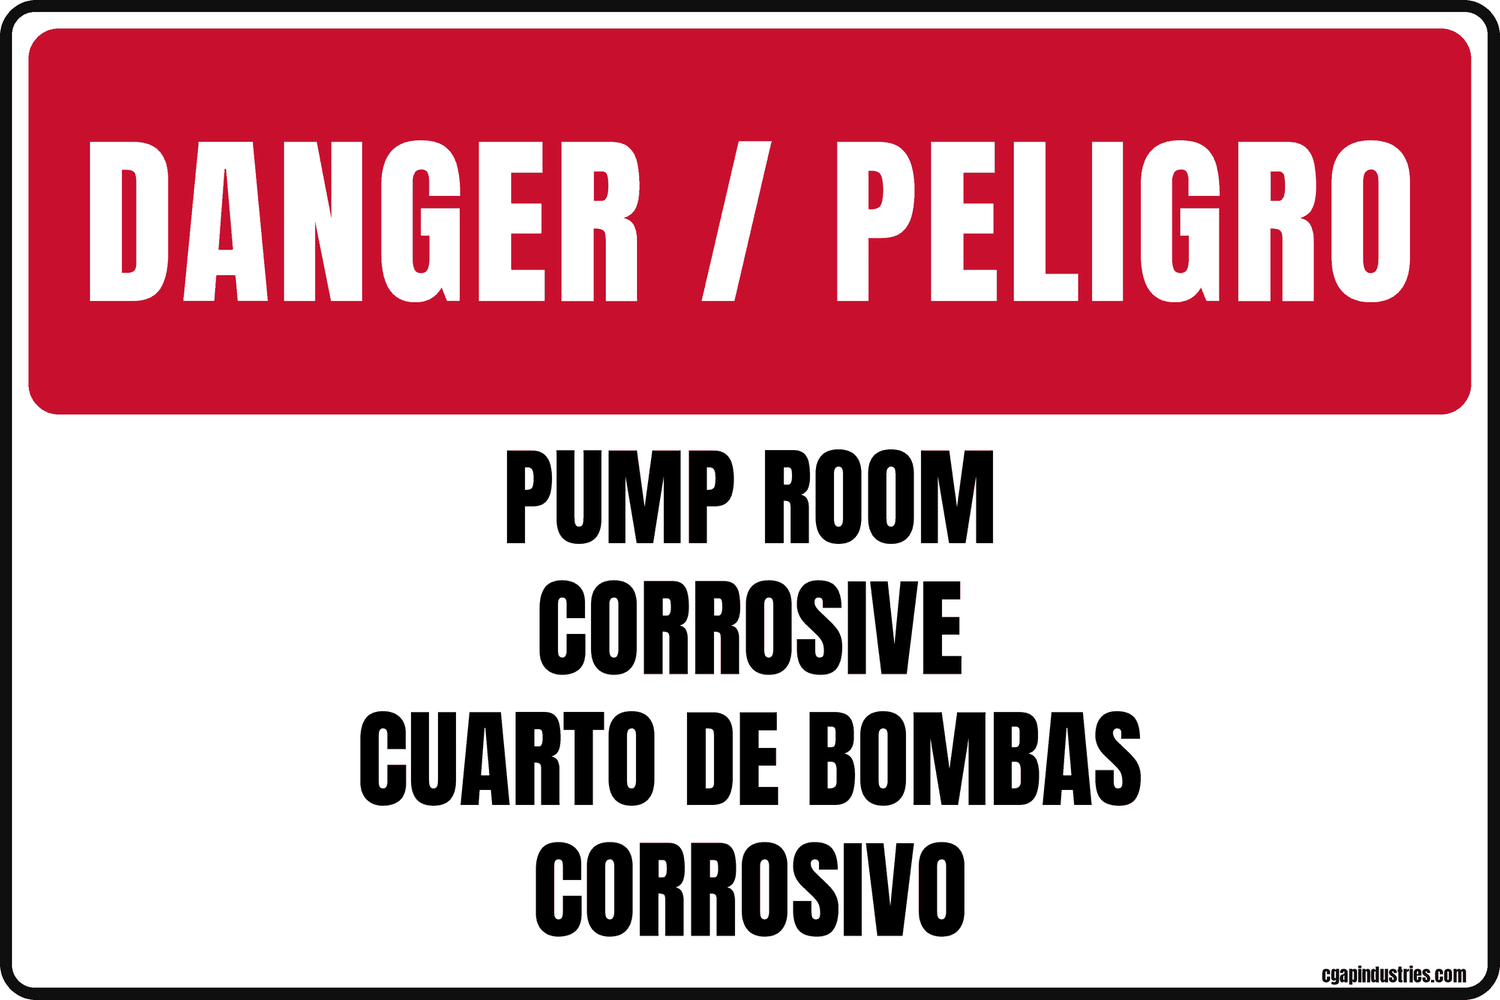 DANGER / PELIGRO
PUMP ROOM
CORROSIVE
CUARTO DE BOMBAS
CORROSIVO
cgapindustries.com